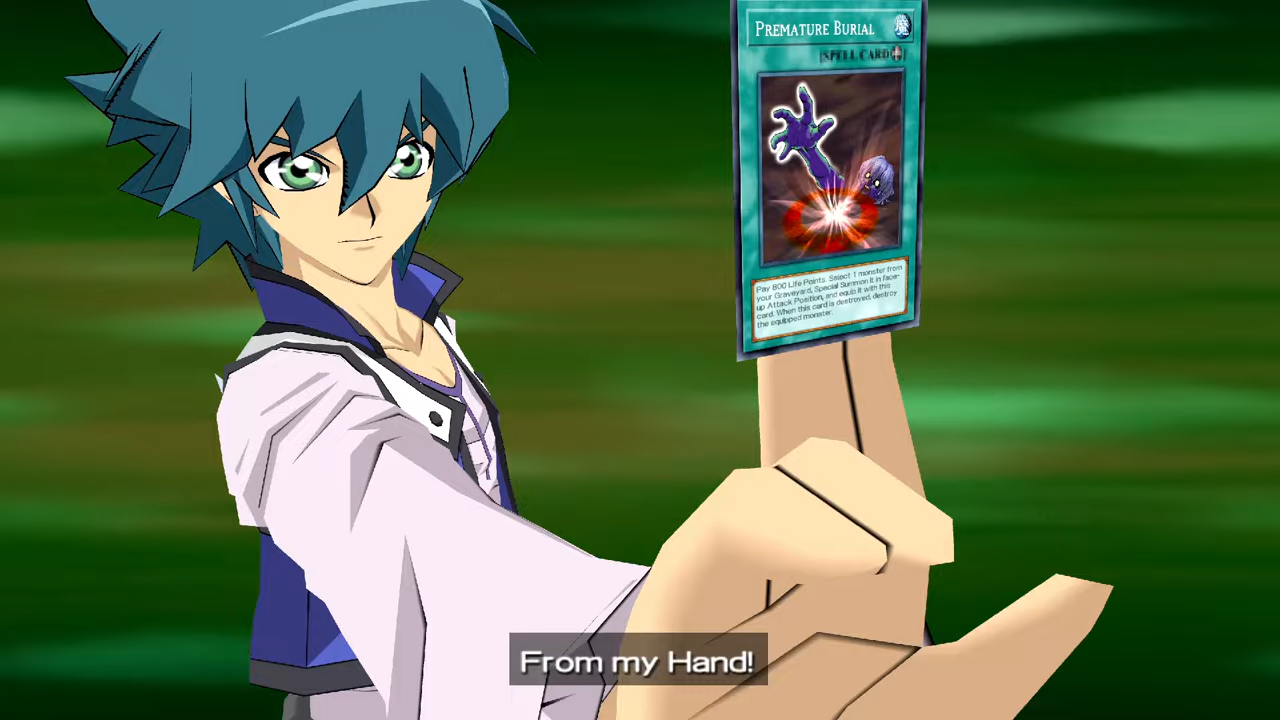 PREMATURE BURIAL
[SPELL CARD]
Pay 800 Life Points. Select 1 monster from
your Graveyard, Special Summon it in face-
up Attack Position, and equip it with this
card. When this card is destroyed, destroy
the equipped monster.
From my Hand!